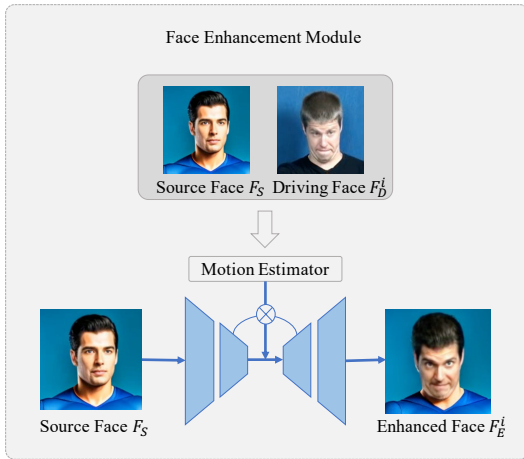 Face Enhancement Module
Source Face F_S Driving Face F_D^i
Motion Estimator
Source Face F_S Enhanced Face F_E^i